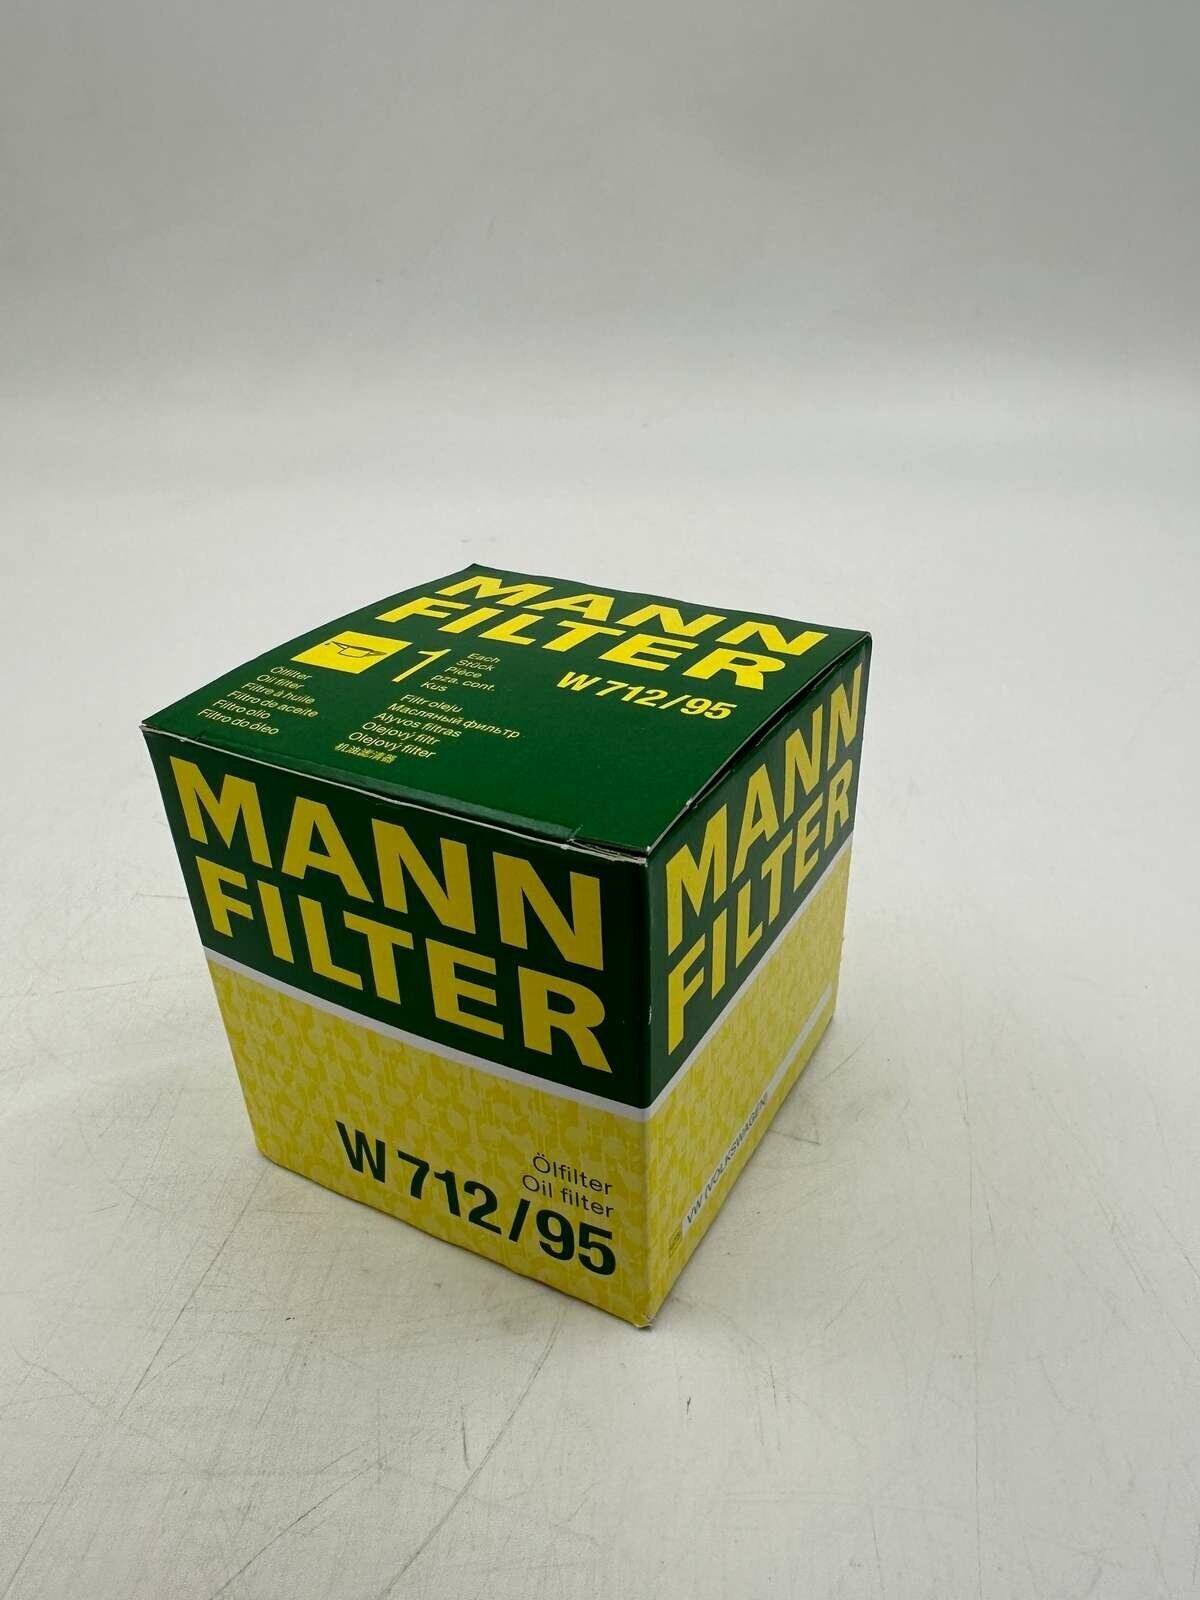 MANN
FILTER
1
Each
Stück
Pièce
pza. cont.
Kus
W 712/95
Ölfilter
Oil filter
Filtre à huile
Filtro de aceite
Filtro olio
Filtro do óleo
Filtr oleju
Масляный фильтр
Alyvos filtras
Olejový filtr
Olejový filter
机油滤清器
MANN
FILTER
Ölfilter
Oil filter
W 712/95
MANN
FILTER
VW (VOLKSWAGEN)